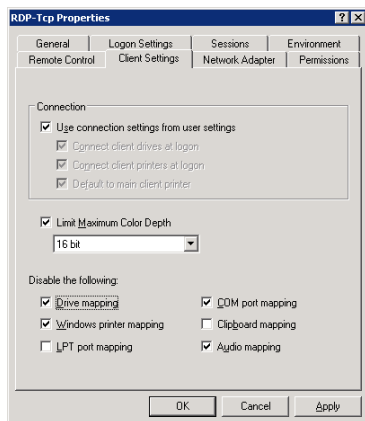 RDP-Tcp Properties
General Logon Settings Sessions Environment
Remote Control Client Settings Network Adapter Permissions
Connection
Use connection settings from user settings
Connect client drives at logon
Connect client printers at logon
Default to main client printer
Limit Maximum Color Depth
16 bit
Disable the following:
Drive mapping COM port mapping
Windows printer mapping Clipboard mapping
LPT port mapping Audio mapping
OK Cancel Apply